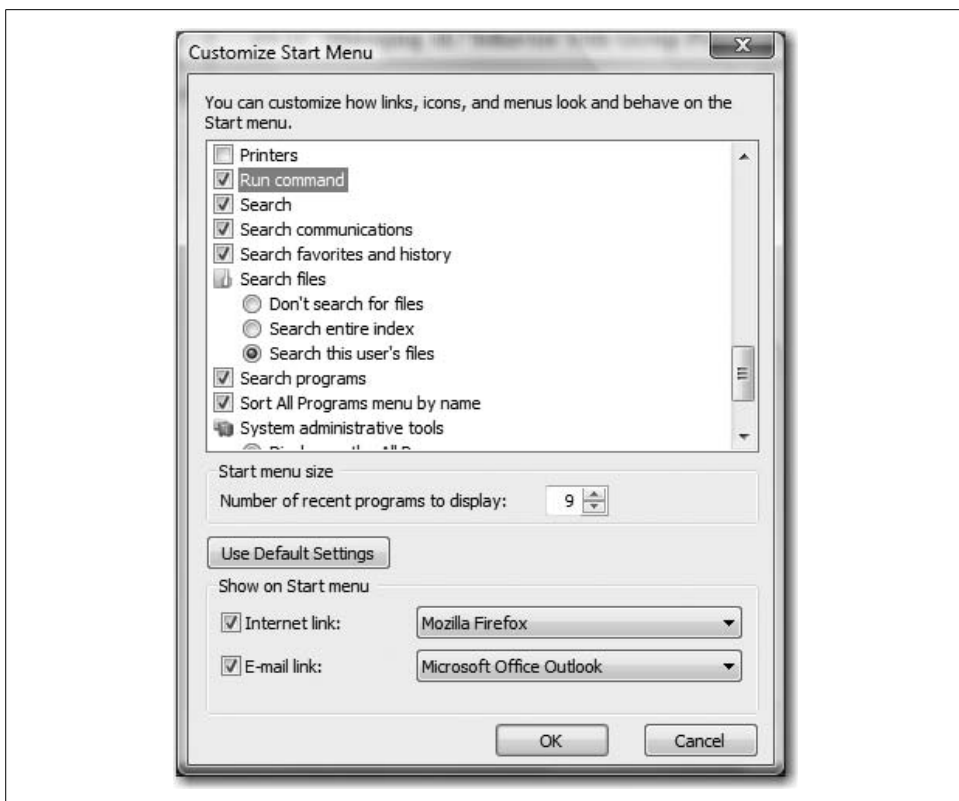 Customize Start Menu
You can customize how links, icons, and menus look and behave on the
Start menu.
Printers
Run command
Search
Search communications
Search favorites and history
Search files
Don't search for files
Search entire index
Search this user's files
Search programs
Sort All Programs menu by name
System administrative tools
Start menu size
Number of recent programs to display: 9
Use Default Settings
Show on Start menu
Internet link: Mozilla Firefox
E-mail link: Microsoft Office Outlook
OK Cancel